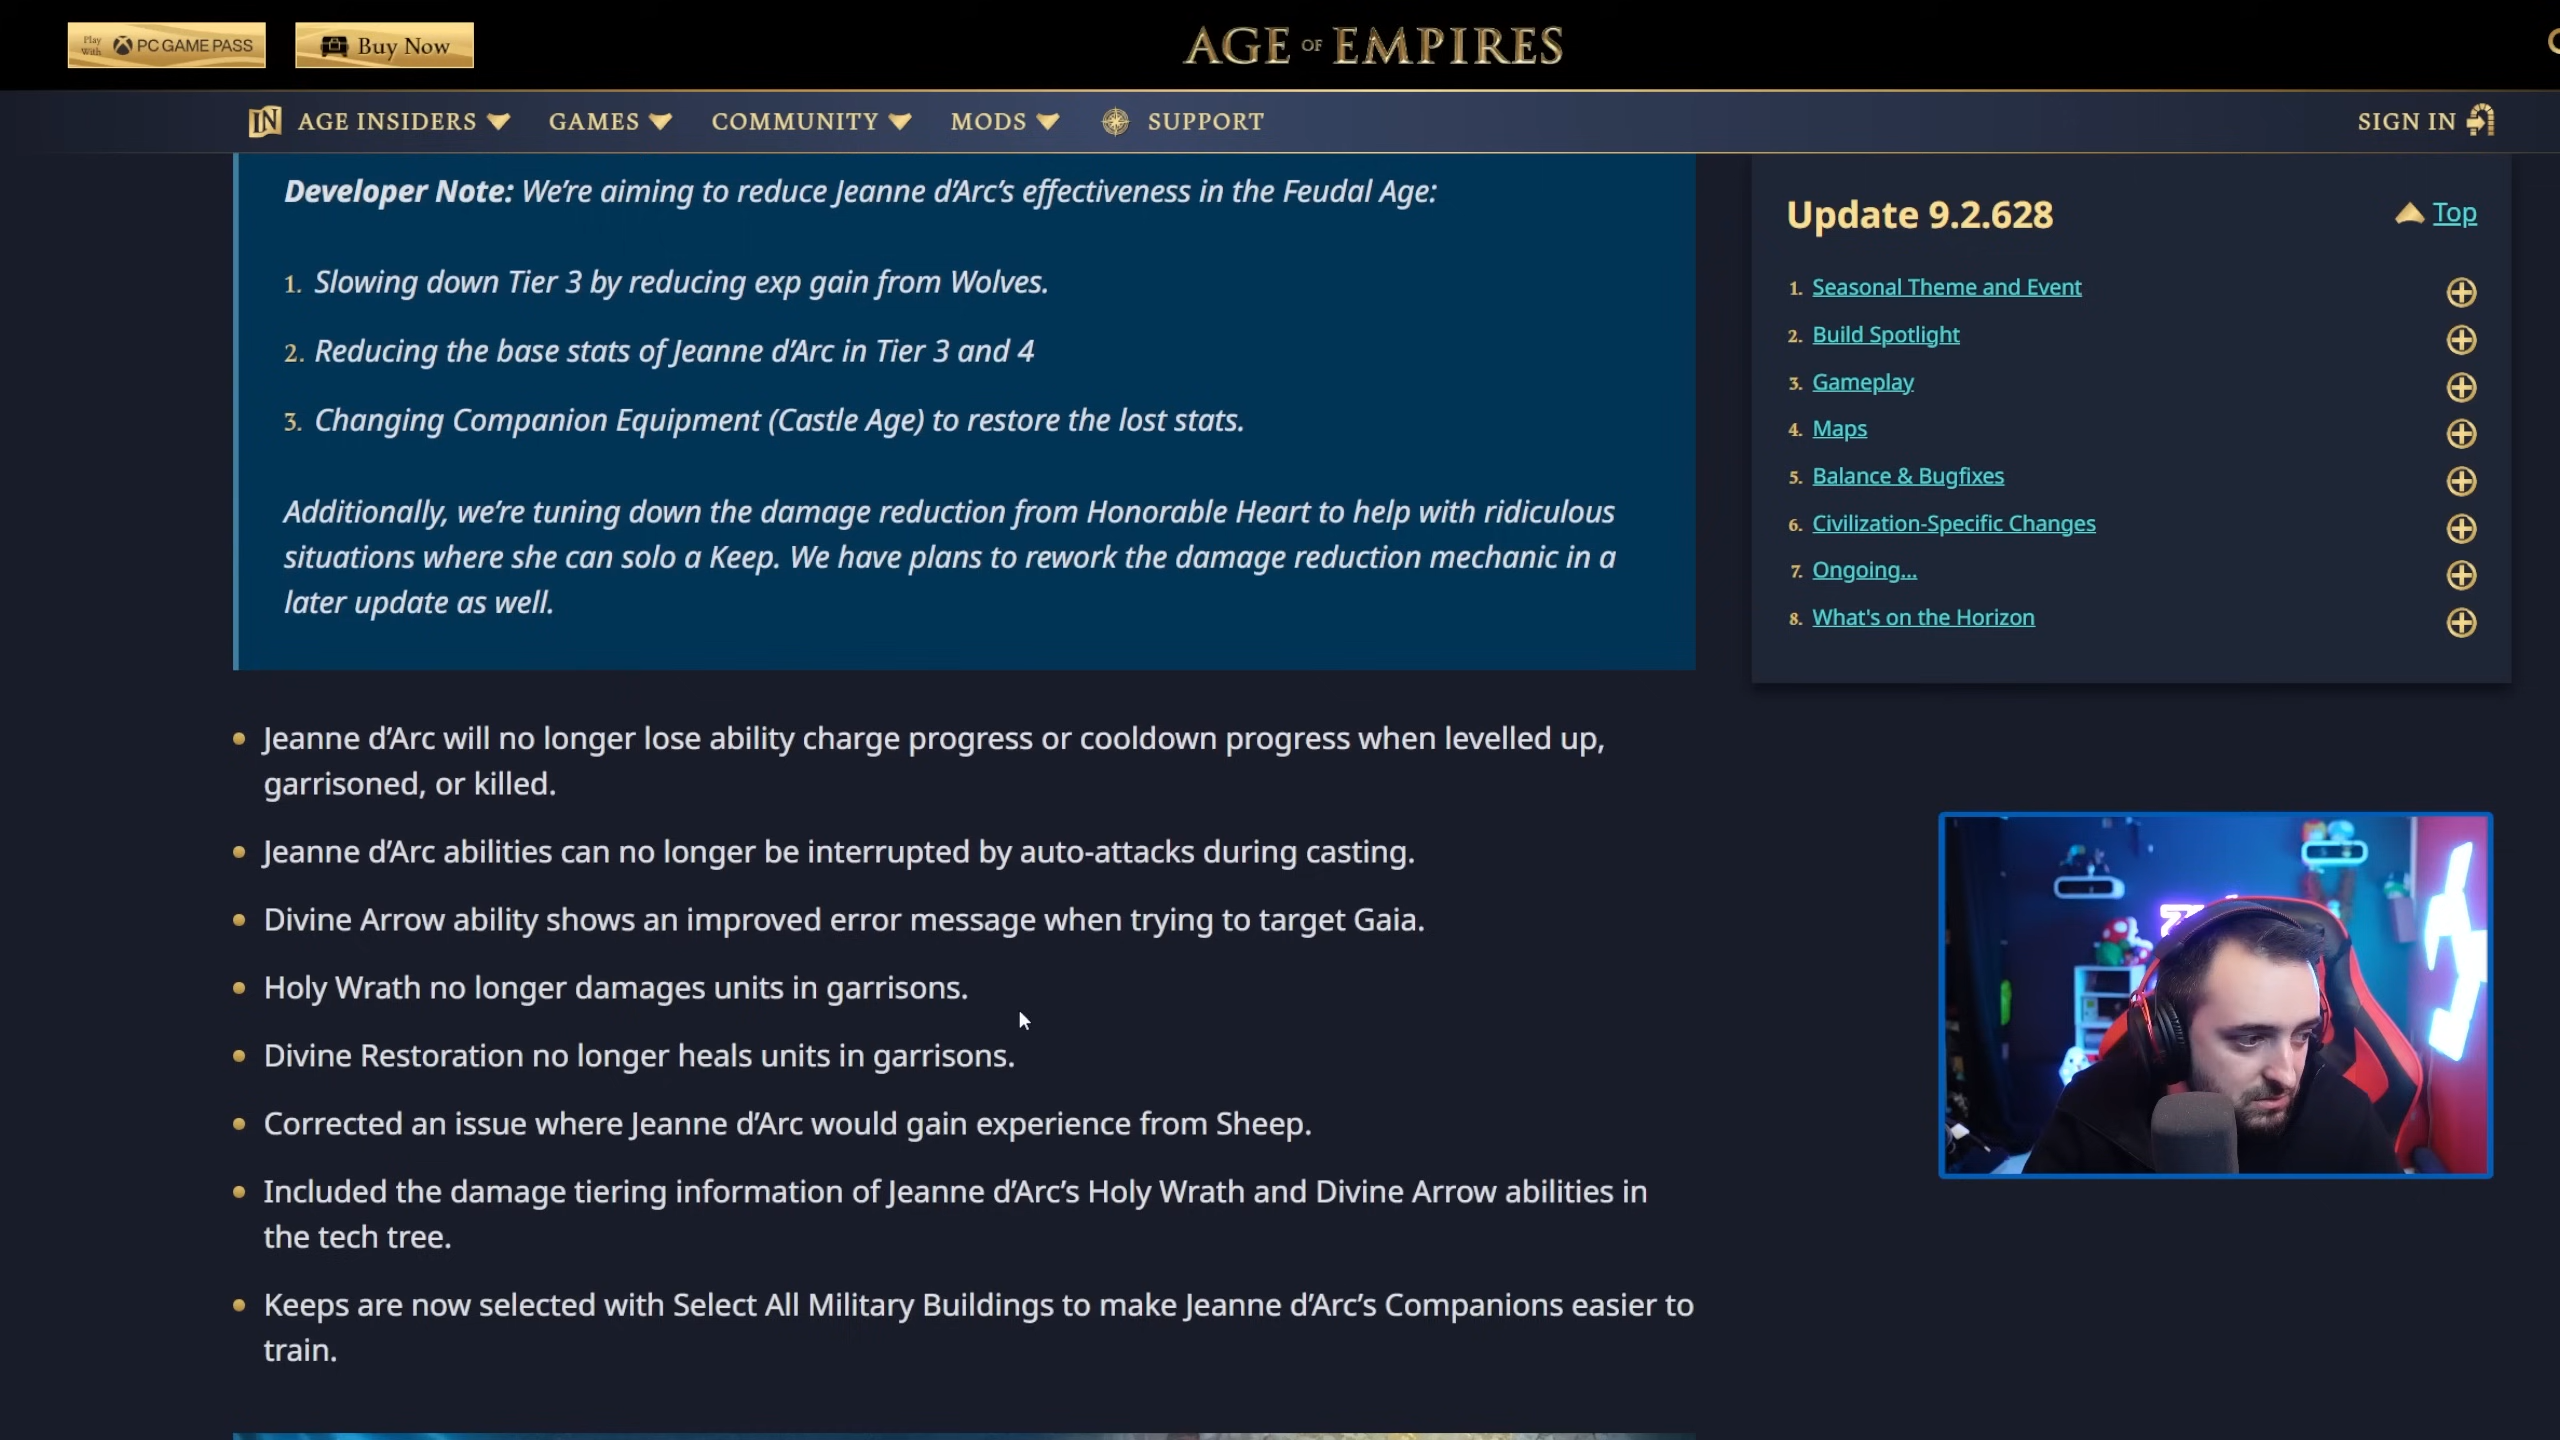 Play With PC GAME PASS
Buy Now
AGE OF EMPIRES
IN AGE INSIDERS
GAMES
COMMUNITY
MODS
SUPPORT
SIGN IN
Developer Note: We’re aiming to reduce Jeanne d’Arc’s effectiveness in the Feudal Age:
1. Slowing down Tier 3 by reducing exp gain from Wolves.
2. Reducing the base stats of Jeanne d’Arc in Tier 3 and 4
3. Changing Companion Equipment (Castle Age) to restore the lost stats.
Additionally, we’re tuning down the damage reduction from Honorable Heart to help with ridiculous
situations where she can solo a Keep. We have plans to rework the damage reduction mechanic in a
later update as well.
Jeanne d’Arc will no longer lose ability charge progress or cooldown progress when levelled up,
garrisoned, or killed.
Jeanne d’Arc abilities can no longer be interrupted by auto-attacks during casting.
Divine Arrow ability shows an improved error message when trying to target Gaia.
Holy Wrath no longer damages units in garrisons.
Divine Restoration no longer heals units in garrisons.
Corrected an issue where Jeanne d’Arc would gain experience from Sheep.
Included the damage tiering information of Jeanne d’Arc’s Holy Wrath and Divine Arrow abilities in
the tech tree.
Keeps are now selected with Select All Military Buildings to make Jeanne d’Arc’s Companions easier to
train.
Update 9.2.628
Top
1. Seasonal Theme and Event
2. Build Spotlight
3. Gameplay
4. Maps
5. Balance & Bugfixes
6. Civilization-Specific Changes
7. Ongoing...
8. What's on the Horizon